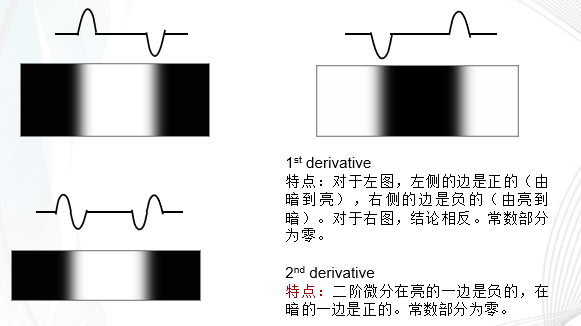 1st derivative
特点：对于左图，左侧的边是正的（由
暗到亮），右侧的边是负的（由亮到
暗）。对于右图，结论相反。常数部分
为零。
2nd derivative
特点：二阶微分在亮的一边是负的，在
暗的一边是正的。常数部分为零。